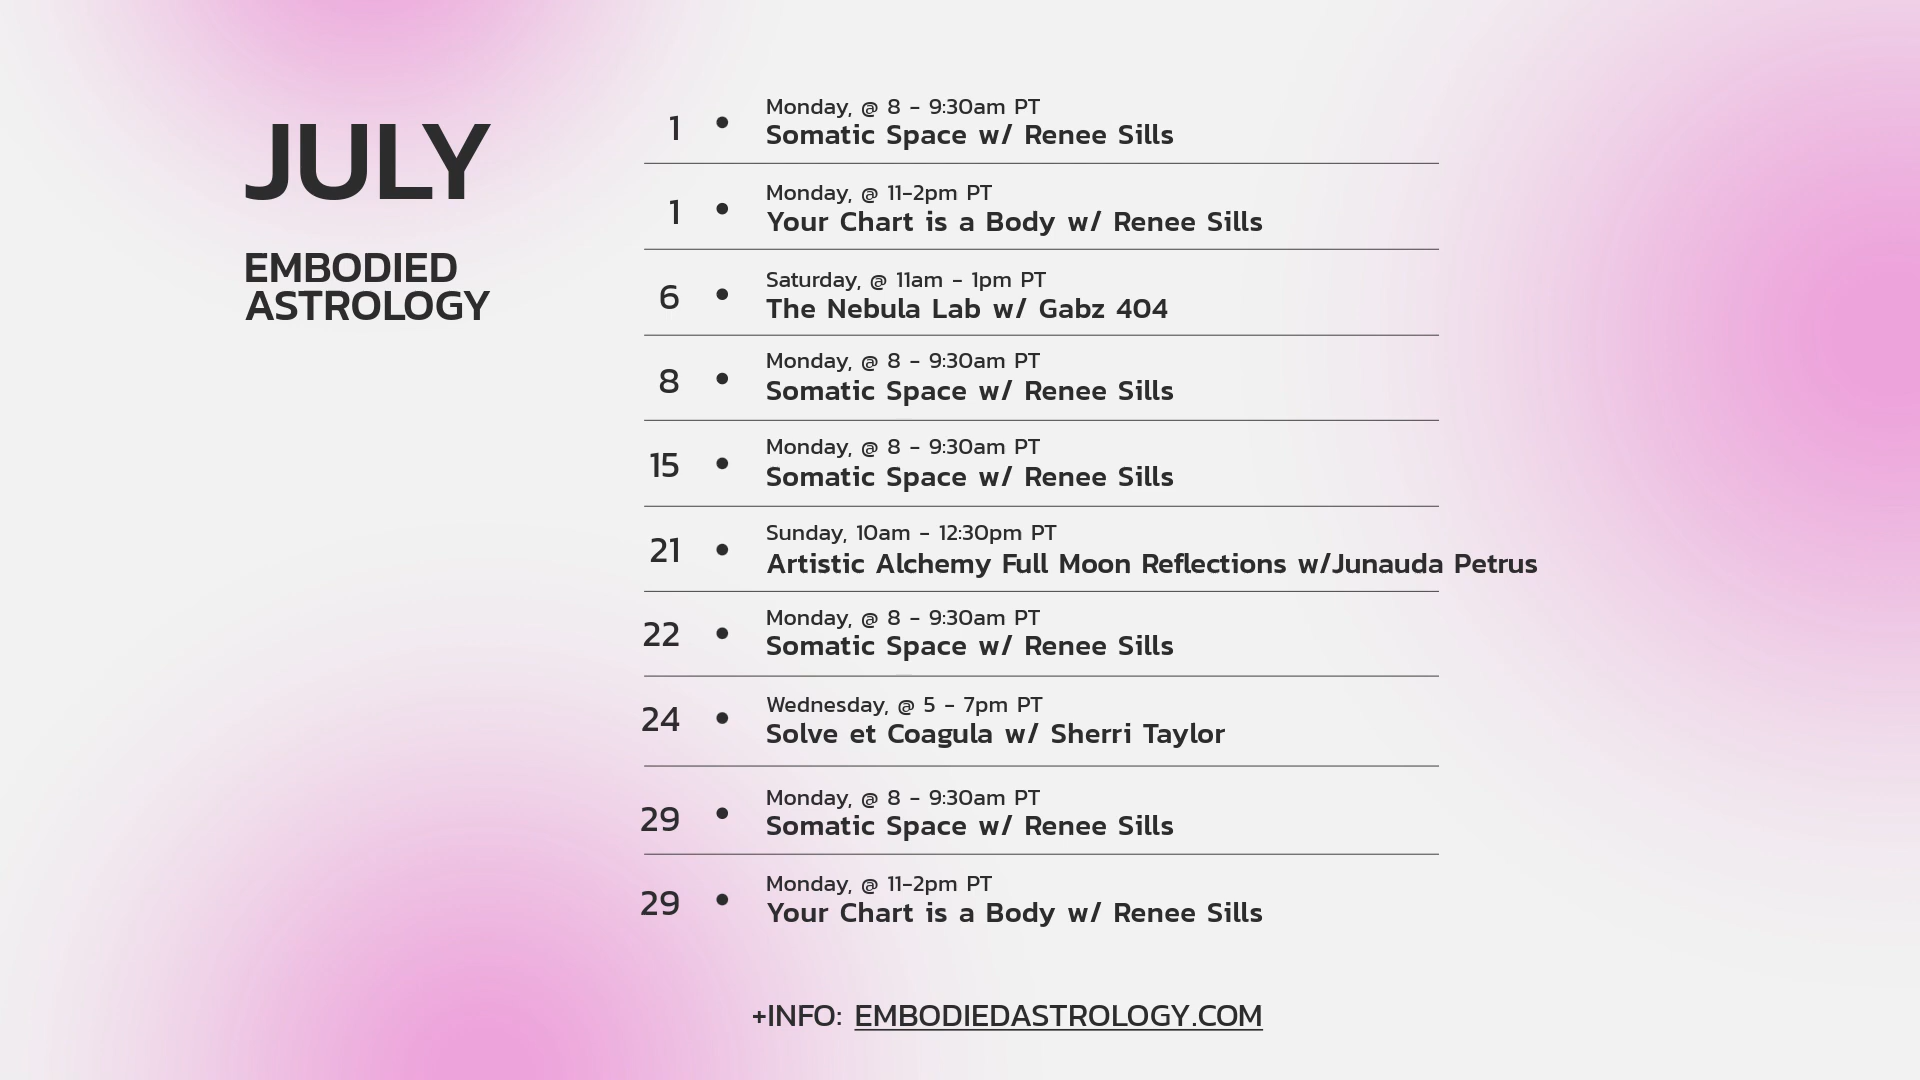 JULY
EMBODIED
ASTROLOGY
1 • Monday, @ 8 - 9:30am PT
Somatic Space w/ Renee Sills
1 • Monday, @ 11-2pm PT
Your Chart is a Body w/ Renee Sills
6 • Saturday, @ 11am - 1pm PT
The Nebula Lab w/ Gabz 404
8 • Monday, @ 8 - 9:30am PT
Somatic Space w/ Renee Sills
15 • Monday, @ 8 - 9:30am PT
Somatic Space w/ Renee Sills
21 • Sunday, 10am - 12:30pm PT
Artistic Alchemy Full Moon Reflections w/Junauda Petrus
22 • Monday, @ 8 - 9:30am PT
Somatic Space w/ Renee Sills
24 • Wednesday, @ 5 - 7pm PT
Solve et Coagula w/ Sherri Taylor
29 • Monday, @ 8 - 9:30am PT
Somatic Space w/ Renee Sills
29 • Monday, @ 11-2pm PT
Your Chart is a Body w/ Renee Sills
+INFO: EMBODIEDASTROLOGY.COM